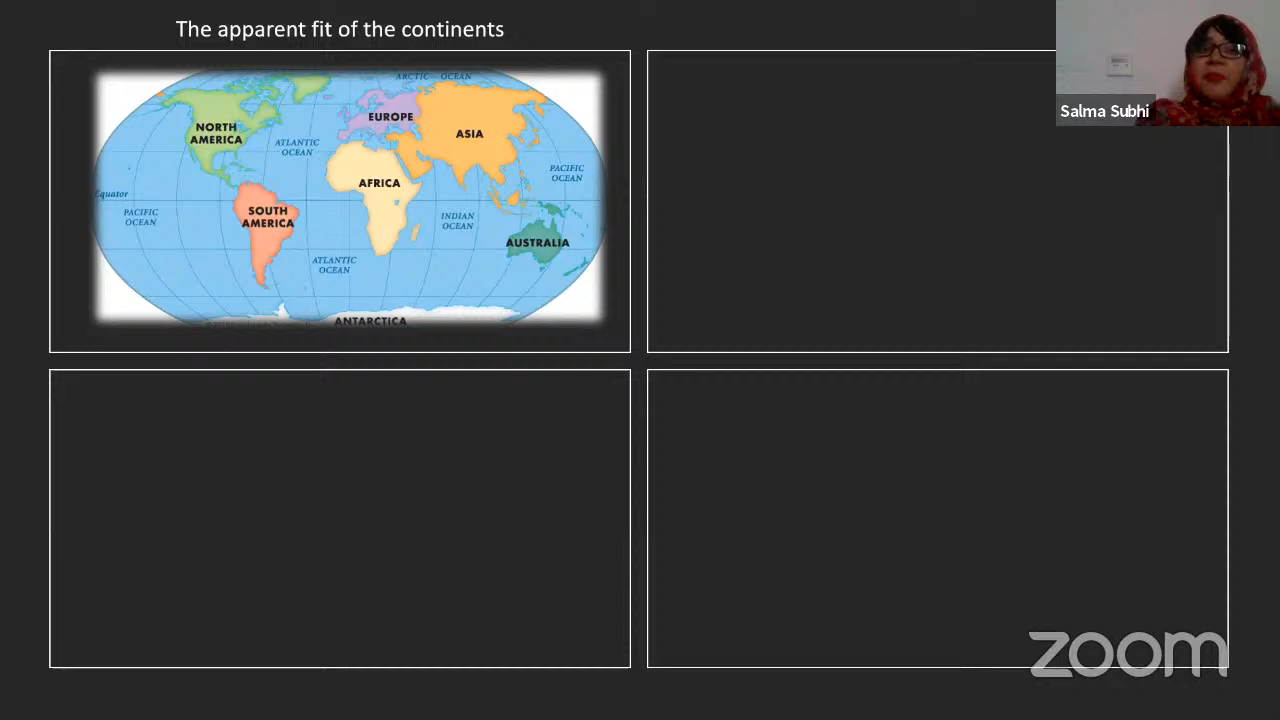 The apparent fit of the continents
Salma Subhi
ARCTIC OCEAN
NORTH
AMERICA
EUROPE
ASIA
ATLANTIC
OCEAN
PACIFIC
OCEAN
AFRICA
Equator
PACIFIC
OCEAN
SOUTH
AMERICA
INDIAN
OCEAN
AUSTRALIA
ATLANTIC
OCEAN
ANTARCTICA
zoom